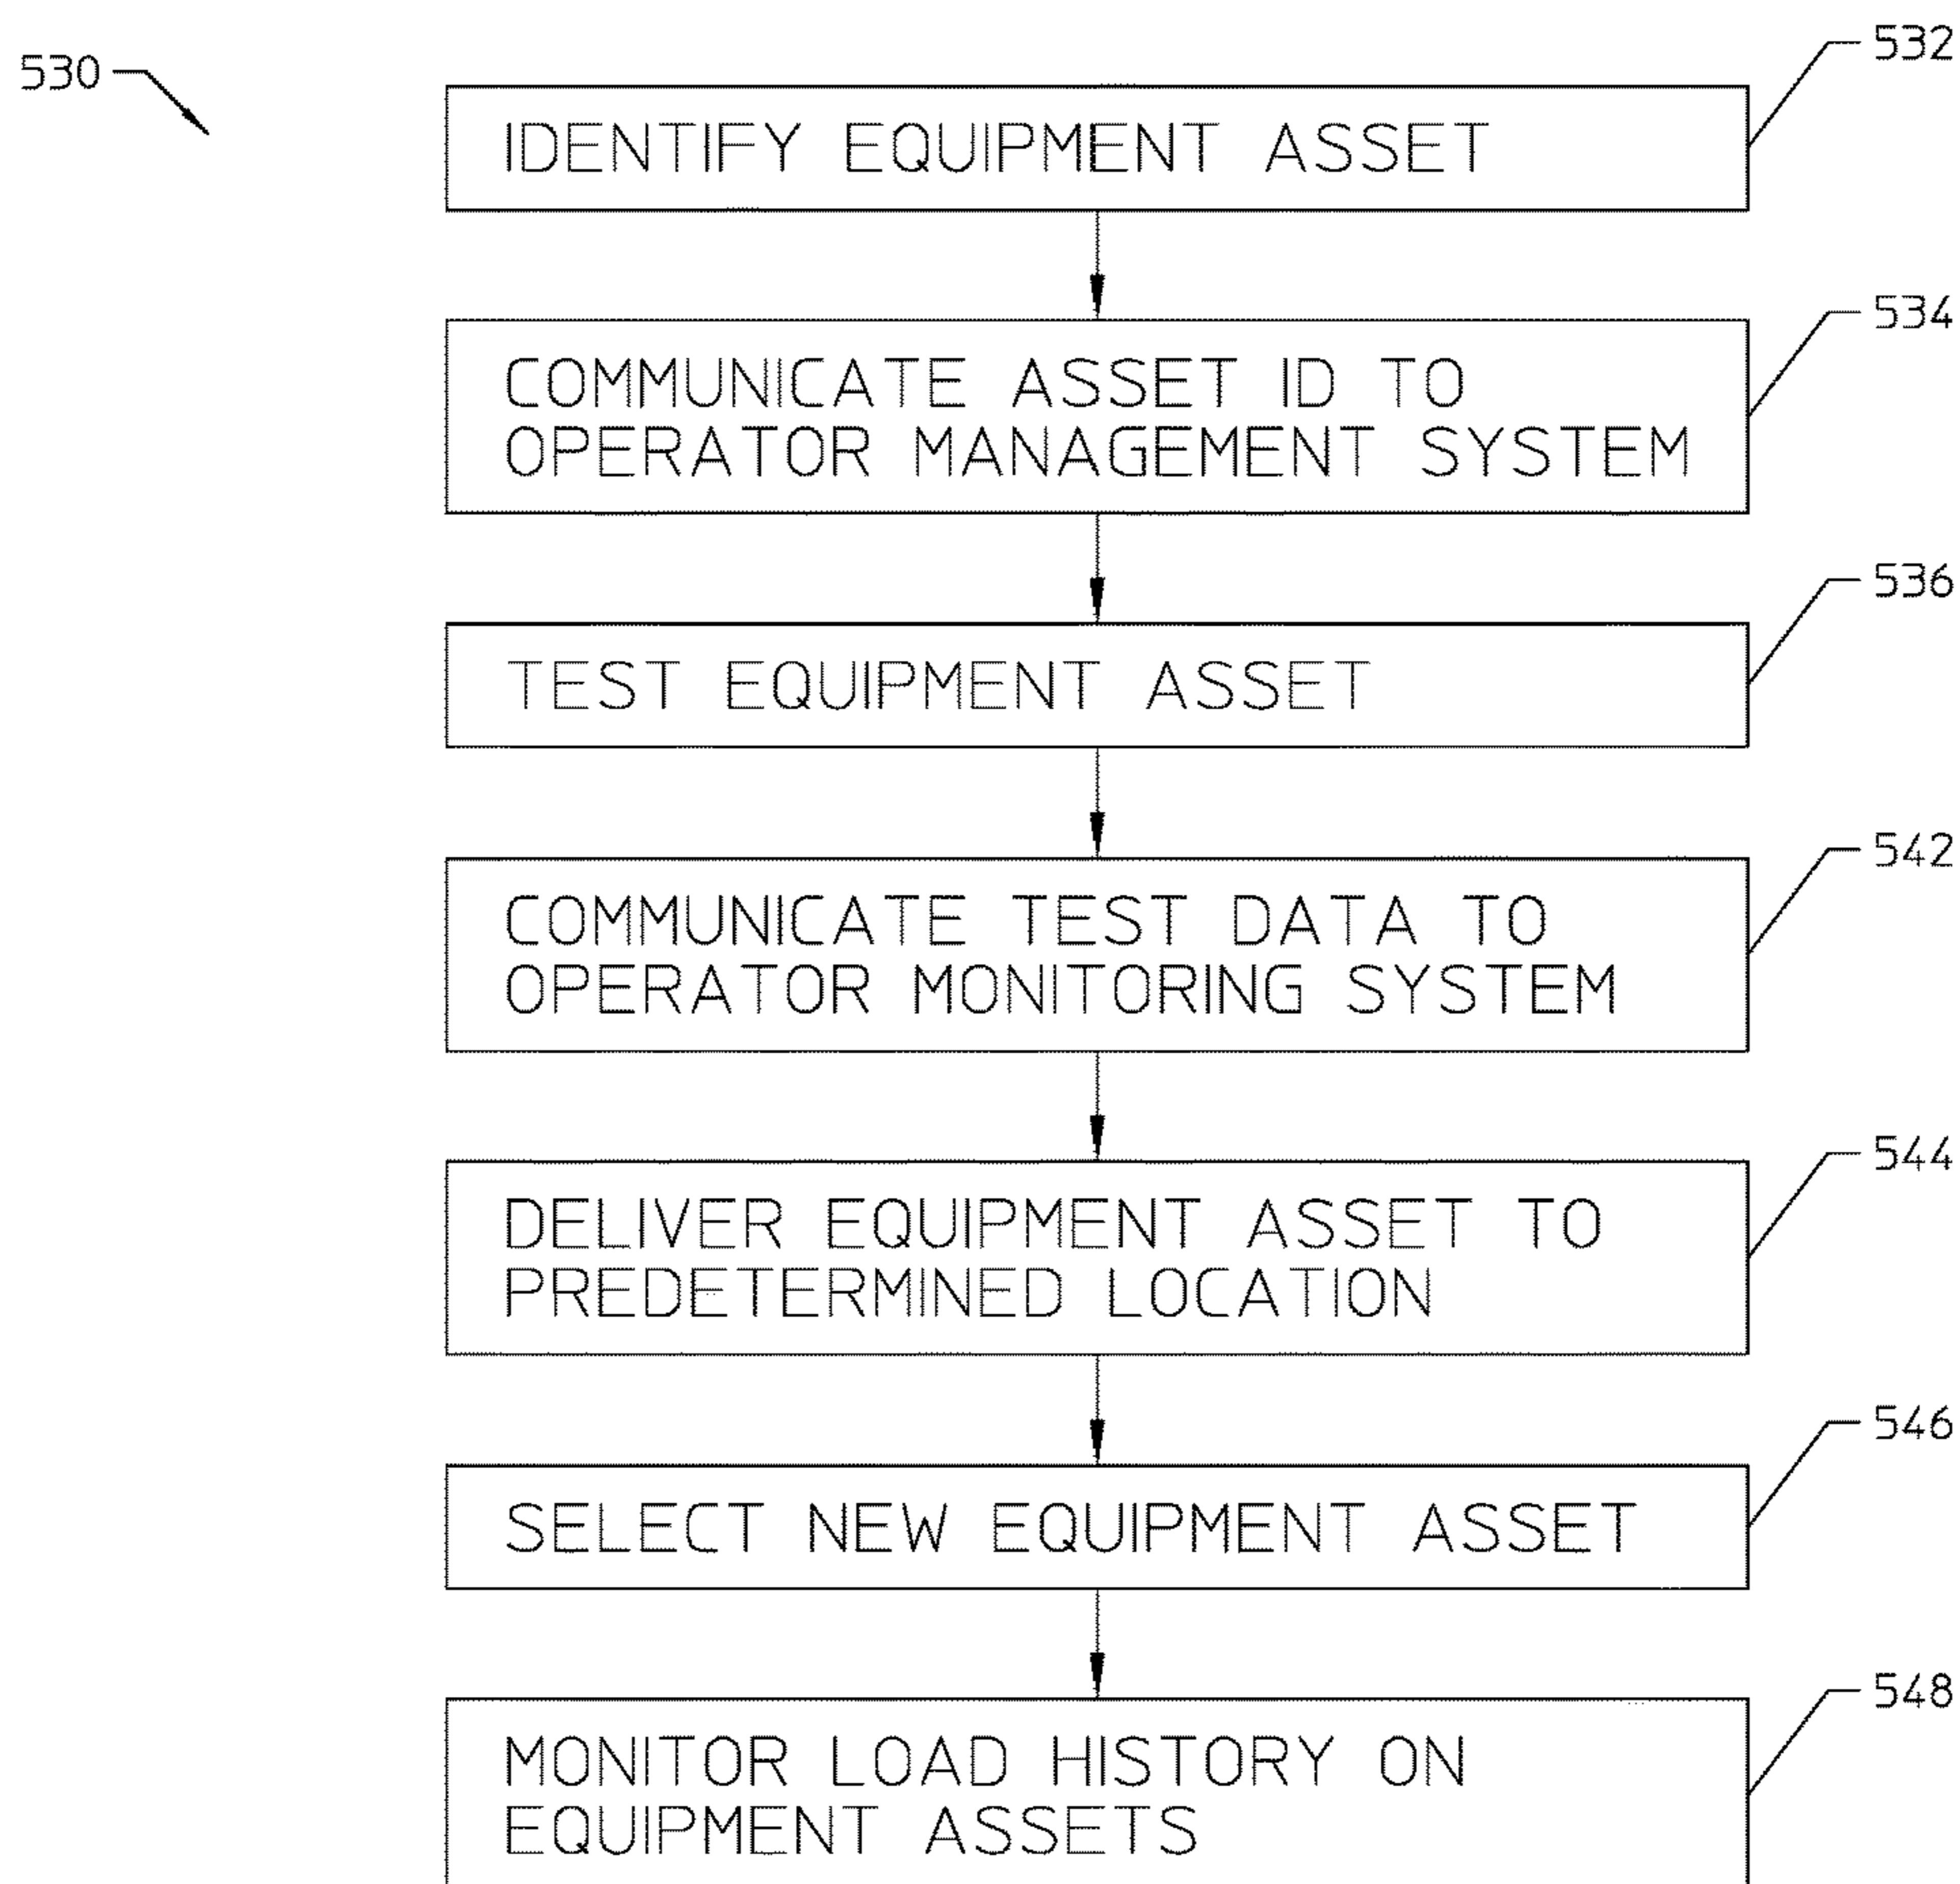 530
532
IDENTIFY EQUIPMENT ASSET
534
COMMUNICATE ASSET ID TO
OPERATOR MANAGEMENT SYSTEM
536
TEST EQUIPMENT ASSET
542
COMMUNICATE TEST DATA TO
OPERATOR MONITORING SYSTEM
544
DELIVER EQUIPMENT ASSET TO
PREDETERMINED LOCATION
546
SELECT NEW EQUIPMENT ASSET
548
MONITOR LOAD HISTORY ON
EQUIPMENT ASSETS